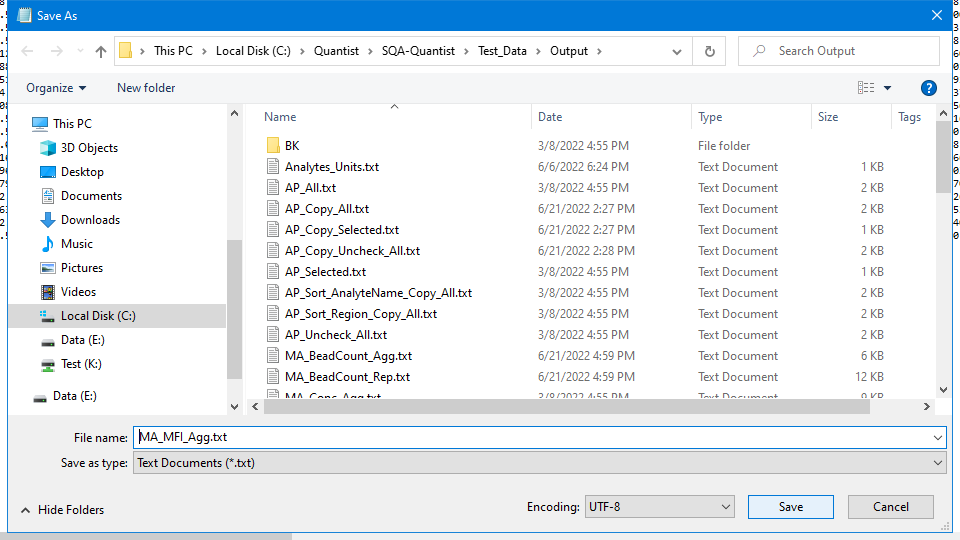 Save As
This PC > Local Disk (C:) > Quantist > SQA-Quantist > Test_Data > Output >
Search Output
Organize
New folder
?
This PC
3D Objects
Desktop
Documents
Downloads
Music
Pictures
Videos
Local Disk (C:)
Data (E:)
Test (K:)
Data (E:)
Name Date Type Size Tags
BK 3/8/2022 4:55 PM File folder
Analytes_Units.txt 6/6/2022 6:24 PM Text Document 1 KB
AP_All.txt 3/8/2022 4:55 PM Text Document 2 KB
AP_Copy_All.txt 6/21/2022 2:27 PM Text Document 2 KB
AP_Copy_Selected.txt 6/21/2022 2:27 PM Text Document 1 KB
AP_Copy_Uncheck_All.txt 6/21/2022 2:28 PM Text Document 2 KB
AP_Selected.txt 3/8/2022 4:55 PM Text Document 1 KB
AP_Sort_AnalyteName_Copy_All.txt 3/8/2022 4:55 PM Text Document 2 KB
AP_Sort_Region_Copy_All.txt 3/8/2022 4:55 PM Text Document 2 KB
AP_Uncheck_All.txt 3/8/2022 4:55 PM Text Document 2 KB
MA_BeadCount_Agg.txt 6/21/2022 4:59 PM Text Document 6 KB
MA_BeadCount_Rep.txt 6/21/2022 4:59 PM Text Document 12 KB
MA_Conc_Agg.txt 3/8/2022 4:55 PM Text Document 9 KB
File name: MA_MFI_Agg.txt
Save as type: Text Documents (*.txt)
Hide Folders
Encoding: UTF-8
Save
Cancel